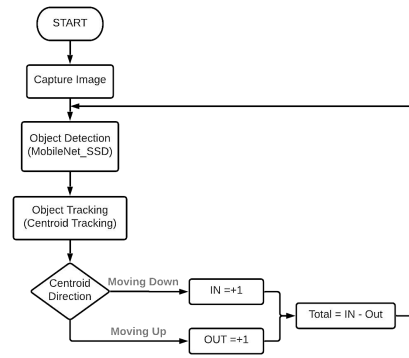 START
Capture Image
Object Detection
(MobileNet_SSD)
Object Tracking
(Centroid Tracking)
Centroid
Direction
Moving Down
IN =+1
Moving Up
OUT =+1
Total = IN - Out